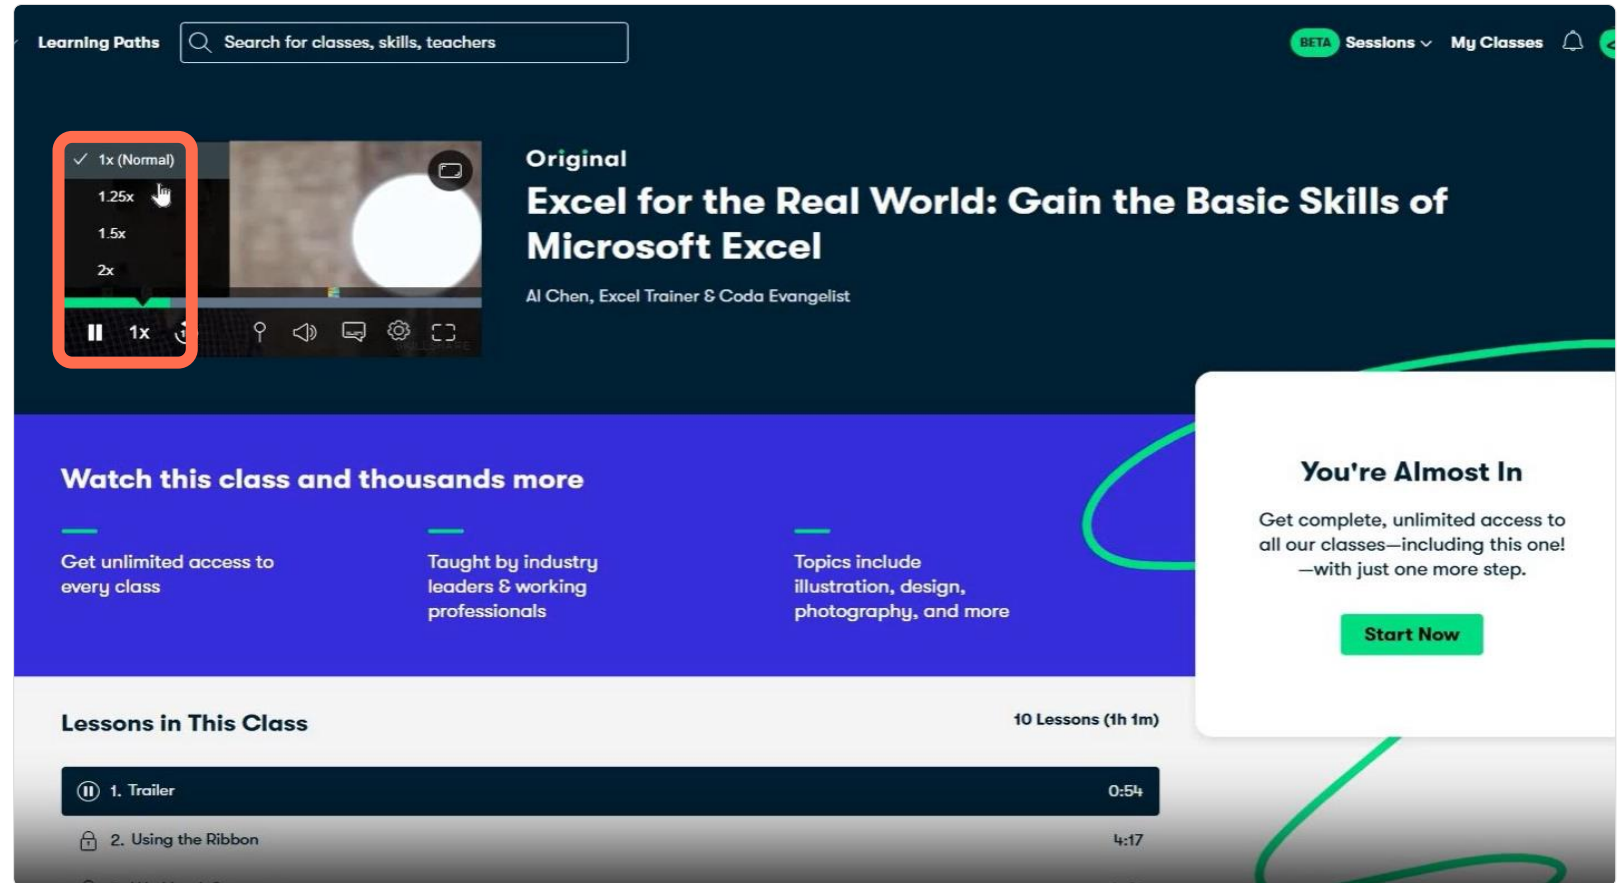 Learning Paths
Search for classes, skills, teachers
BETA Sessions
My Classes
1x (Normal)
1.25x
1.5x
2x
1x
Original
Excel for the Real World: Gain the Basic Skills of
Microsoft Excel
Al Chen, Excel Trainer & Coda Evangelist
Watch this class and thousands more
Get unlimited access to
every class
Taught by industry
leaders & working
professionals
Topics include
illustration, design,
photography, and more
You're Almost In
Get complete, unlimited access to
all our classes—including this one!
—with just one more step.
Start Now
Lessons in This Class
10 Lessons (1h 1m)
1. Trailer
0:54
2. Using the Ribbon
4:17